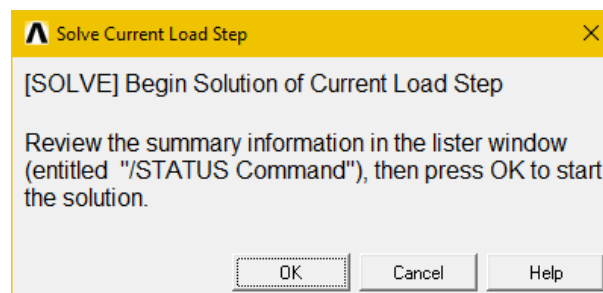 Solve Current Load Step
[SOLVE] Begin Solution of Current Load Step
Review the summary information in the lister window
(entitled "/STATUS Command"), then press OK to start
the solution.
OK Cancel Help